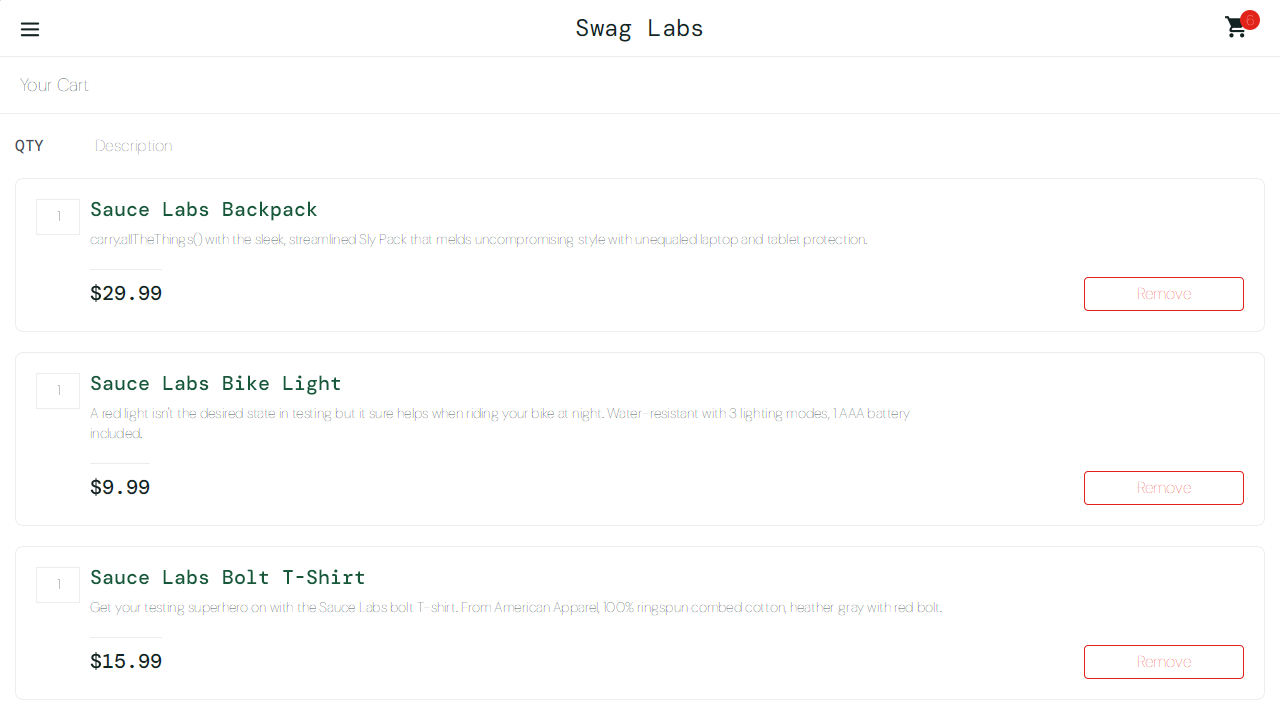 Swag Labs
6
Your Cart
QTY Description
1
Sauce Labs Backpack
carry.allTheThings() with the sleek, streamlined Sly Pack that melds uncompromising style with unequaled laptop and tablet protection.
$29.99
Remove
1
Sauce Labs Bike Light
A red light isn't the desired state in testing but it sure helps when riding your bike at night. Water-resistant with 3 lighting modes, 1 AAA battery
included.
$9.99
Remove
1
Sauce Labs Bolt T-Shirt
Get your testing superhero on with the Sauce Labs bolt T-shirt. From American Apparel, 100% ringspun combed cotton, heather gray with red bolt.
$15.99
Remove